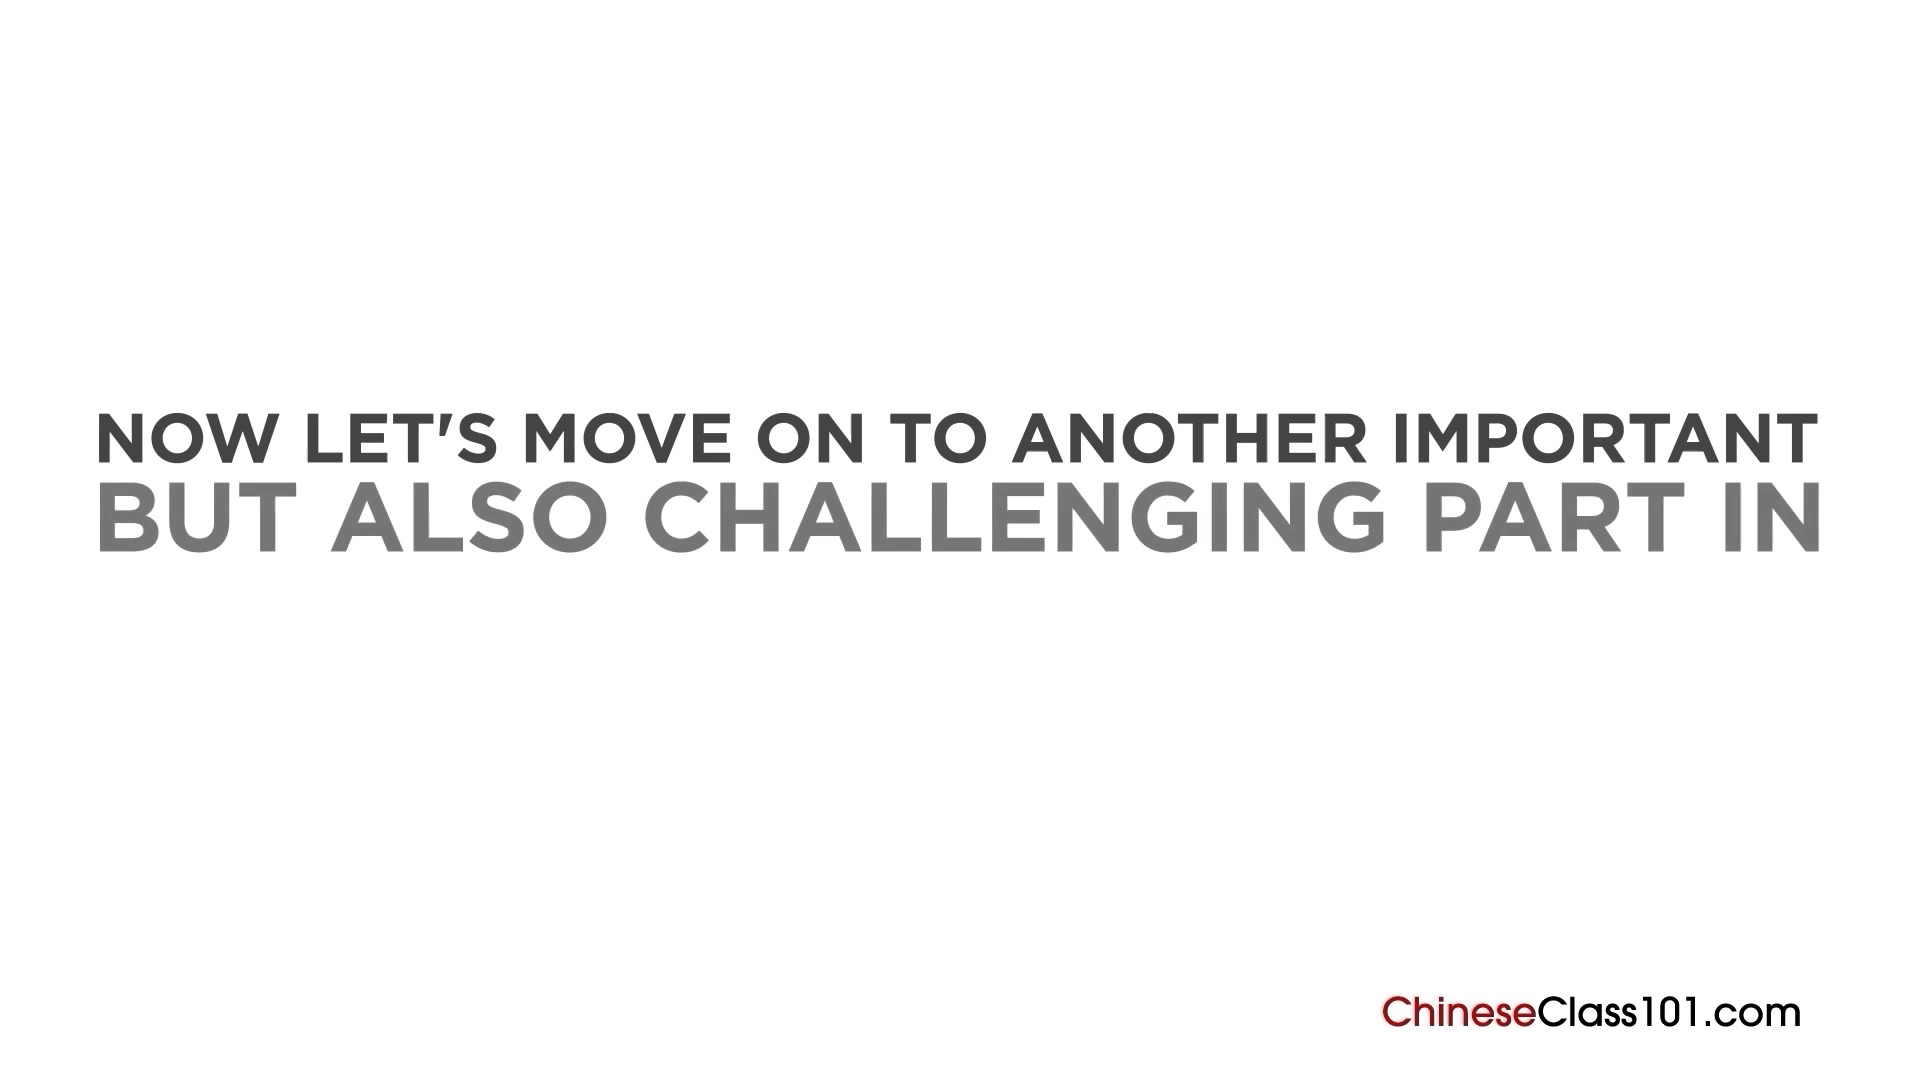 NOW LET'S MOVE ON TO ANOTHER IMPORTANT
BUT ALSO CHALLENGING PART IN
ChineseClass101.com